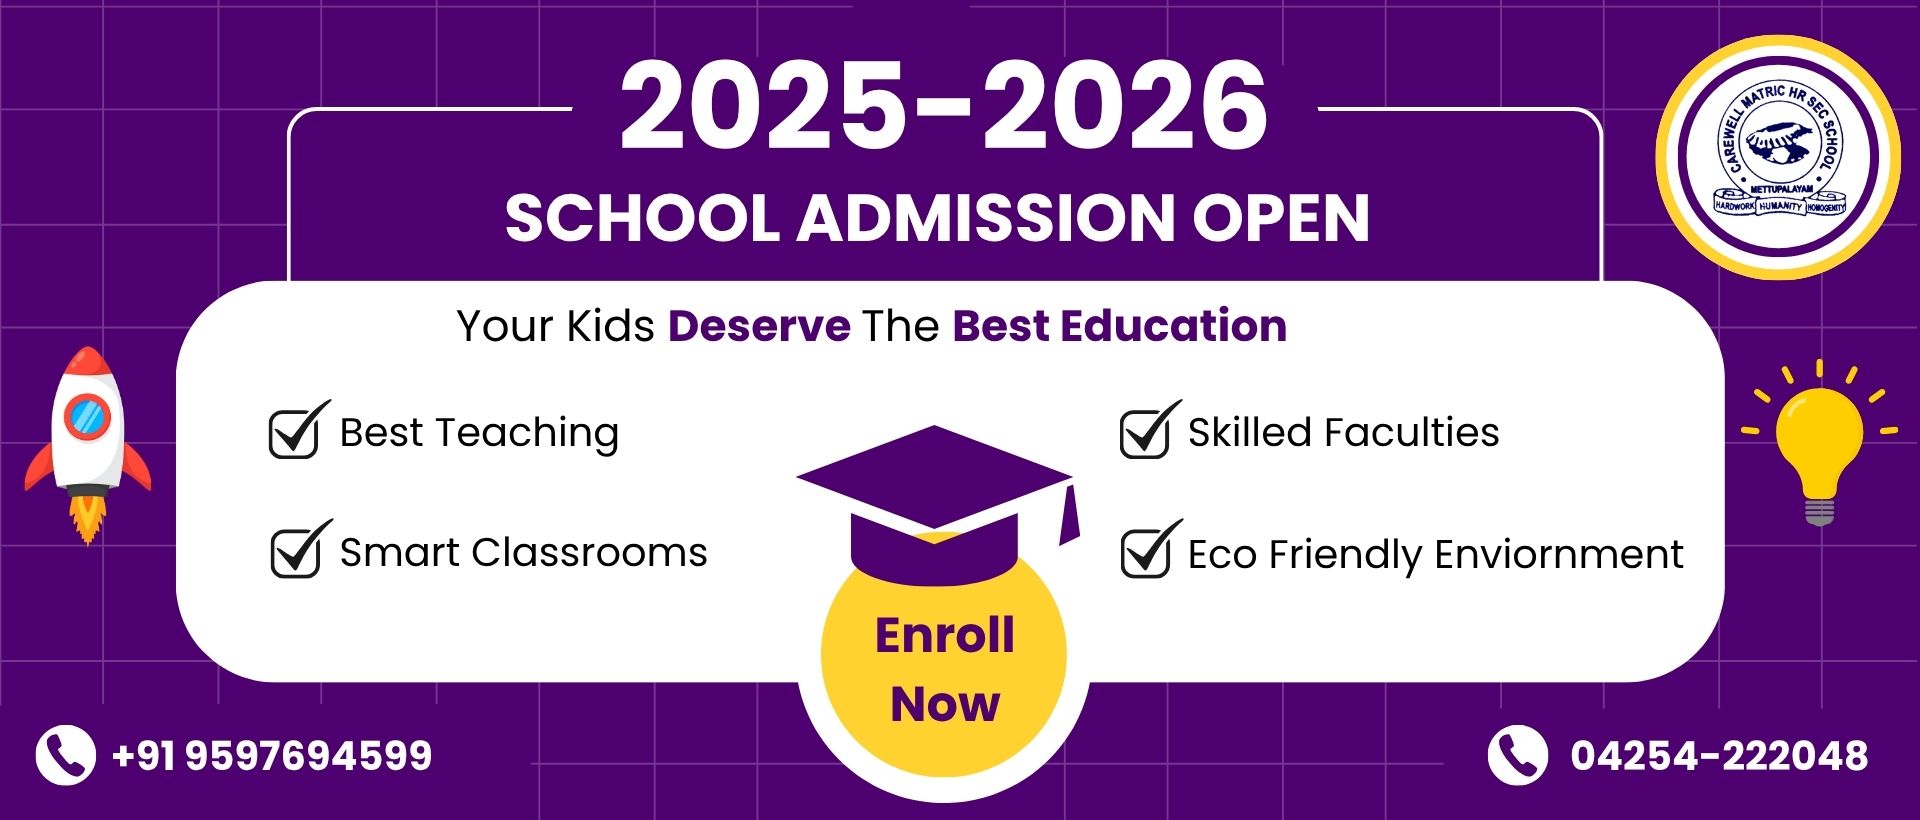 2025-2026
SCHOOL ADMISSION OPEN
CAREWELL MATRIC HR SEC SCHOOL
METTUPALAYAM
HARDWORK HUMANITY HOMOGENITY
Your Kids Deserve The Best Education
Best Teaching
Skilled Faculties
Smart Classrooms
Eco Friendly Enviornment
Enroll
Now
+91 9597694599
04254-222048